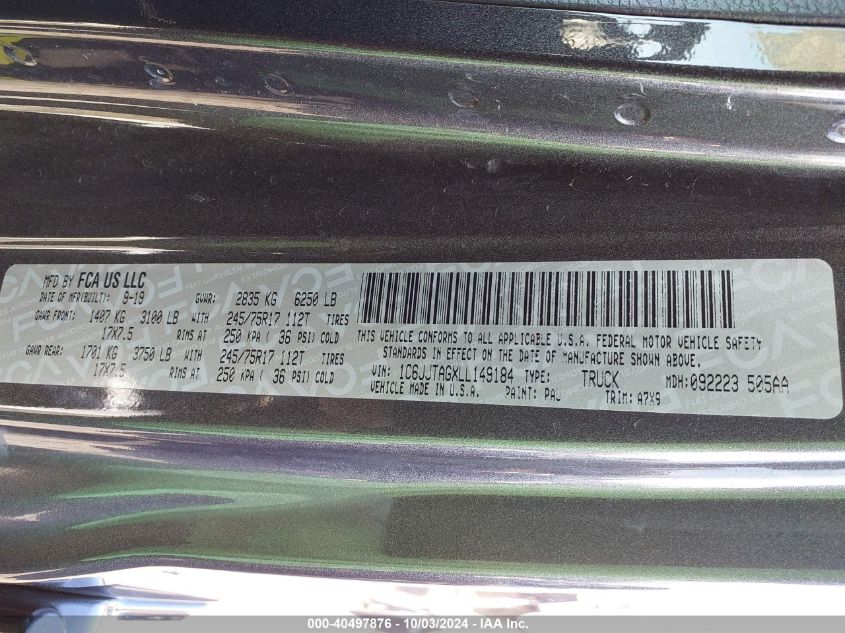 MFD BY FCA US LLC
DATE OF MFR(BUILT): 9-19 GVWR: 2835 KG 6250 LB
GAWR FRONT: 1407 KG 3100 LB WITH 245/75R17 112T TIRES
17X7.5 RIMS AT 250 KPA ( 36 PSI) COLD
GAWR REAR: 1701 KG 3750 LB WITH 245/75R17 112T TIRES
17X7.5 RIMS AT 250 KPA ( 36 PSI) COLD
THIS VEHICLE CONFORMS TO ALL APPLICABLE U.S.A. FEDERAL MOTOR VEHICLE SAFETY
STANDARDS IN EFFECT ON THE DATE OF MANUFACTURE SHOWN ABOVE.
VIN: 1C6JJTAGXLL149184 TYPE: TRUCK MDH:092223 505AA
VEHICLE MADE IN U.S.A. PAINT: PAU TRIM: A7X9
000-40497876 - 10/03/2024 - IAA Inc.